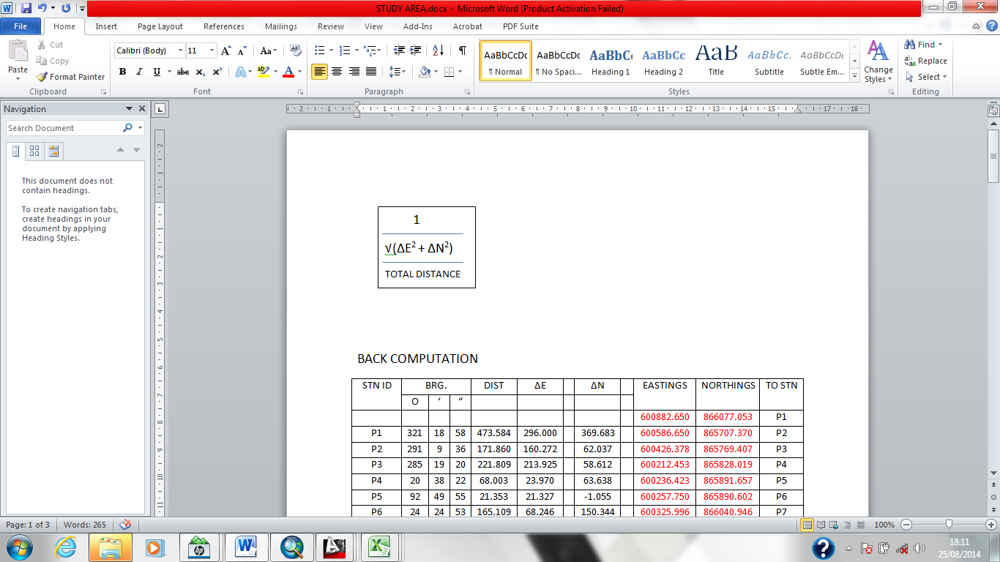 STUDY AREA.docx - Microsoft Word (Product Activation Failed)
File Home Insert Page Layout References Mailings Review View Add-Ins Acrobat PDF Suite
Paste
Cut
Copy
Format Painter
Clipboard
Calibri (Body) 11
Font
Paragraph
AaBbCcDc AaBbCcDc AaBbCc AaBbCc AaB AaBbCc. AaBbCcDc
¶ Normal ¶ No Spaci... Heading 1 Heading 2 Title Subtitle Subtle Em...
Change Styles
Styles
Find
Replace
Select
Editing
Navigation
Search Document
This document does not
contain headings.
To create navigation tabs,
create headings in your
document by applying
Heading Styles.
1
√(ΔE² + ΔN²)
TOTAL DISTANCE
BACK COMPUTATION
STN ID BRG. DIST ΔE ΔN EASTINGS NORTHINGS TO STN
O ‘ “
600882.650 866077.053 P1
P1 321 18 58 473.584 296.000 369.683 600586.650 865707.370 P2
P2 291 9 36 171.860 160.272 62.037 600426.378 865769.407 P3
P3 285 19 20 221.809 213.925 58.612 600212.453 865828.019 P4
P4 20 38 22 68.003 23.970 63.638 600236.423 865891.657 P5
P5 92 49 55 21.353 21.327 -1.055 600257.750 865890.602 P6
P6 24 24 53 165.109 68.246 150.344 600325.996 866040.946 P7
Page: 1 of 3 Words: 265 100%
18:11
25/08/2014